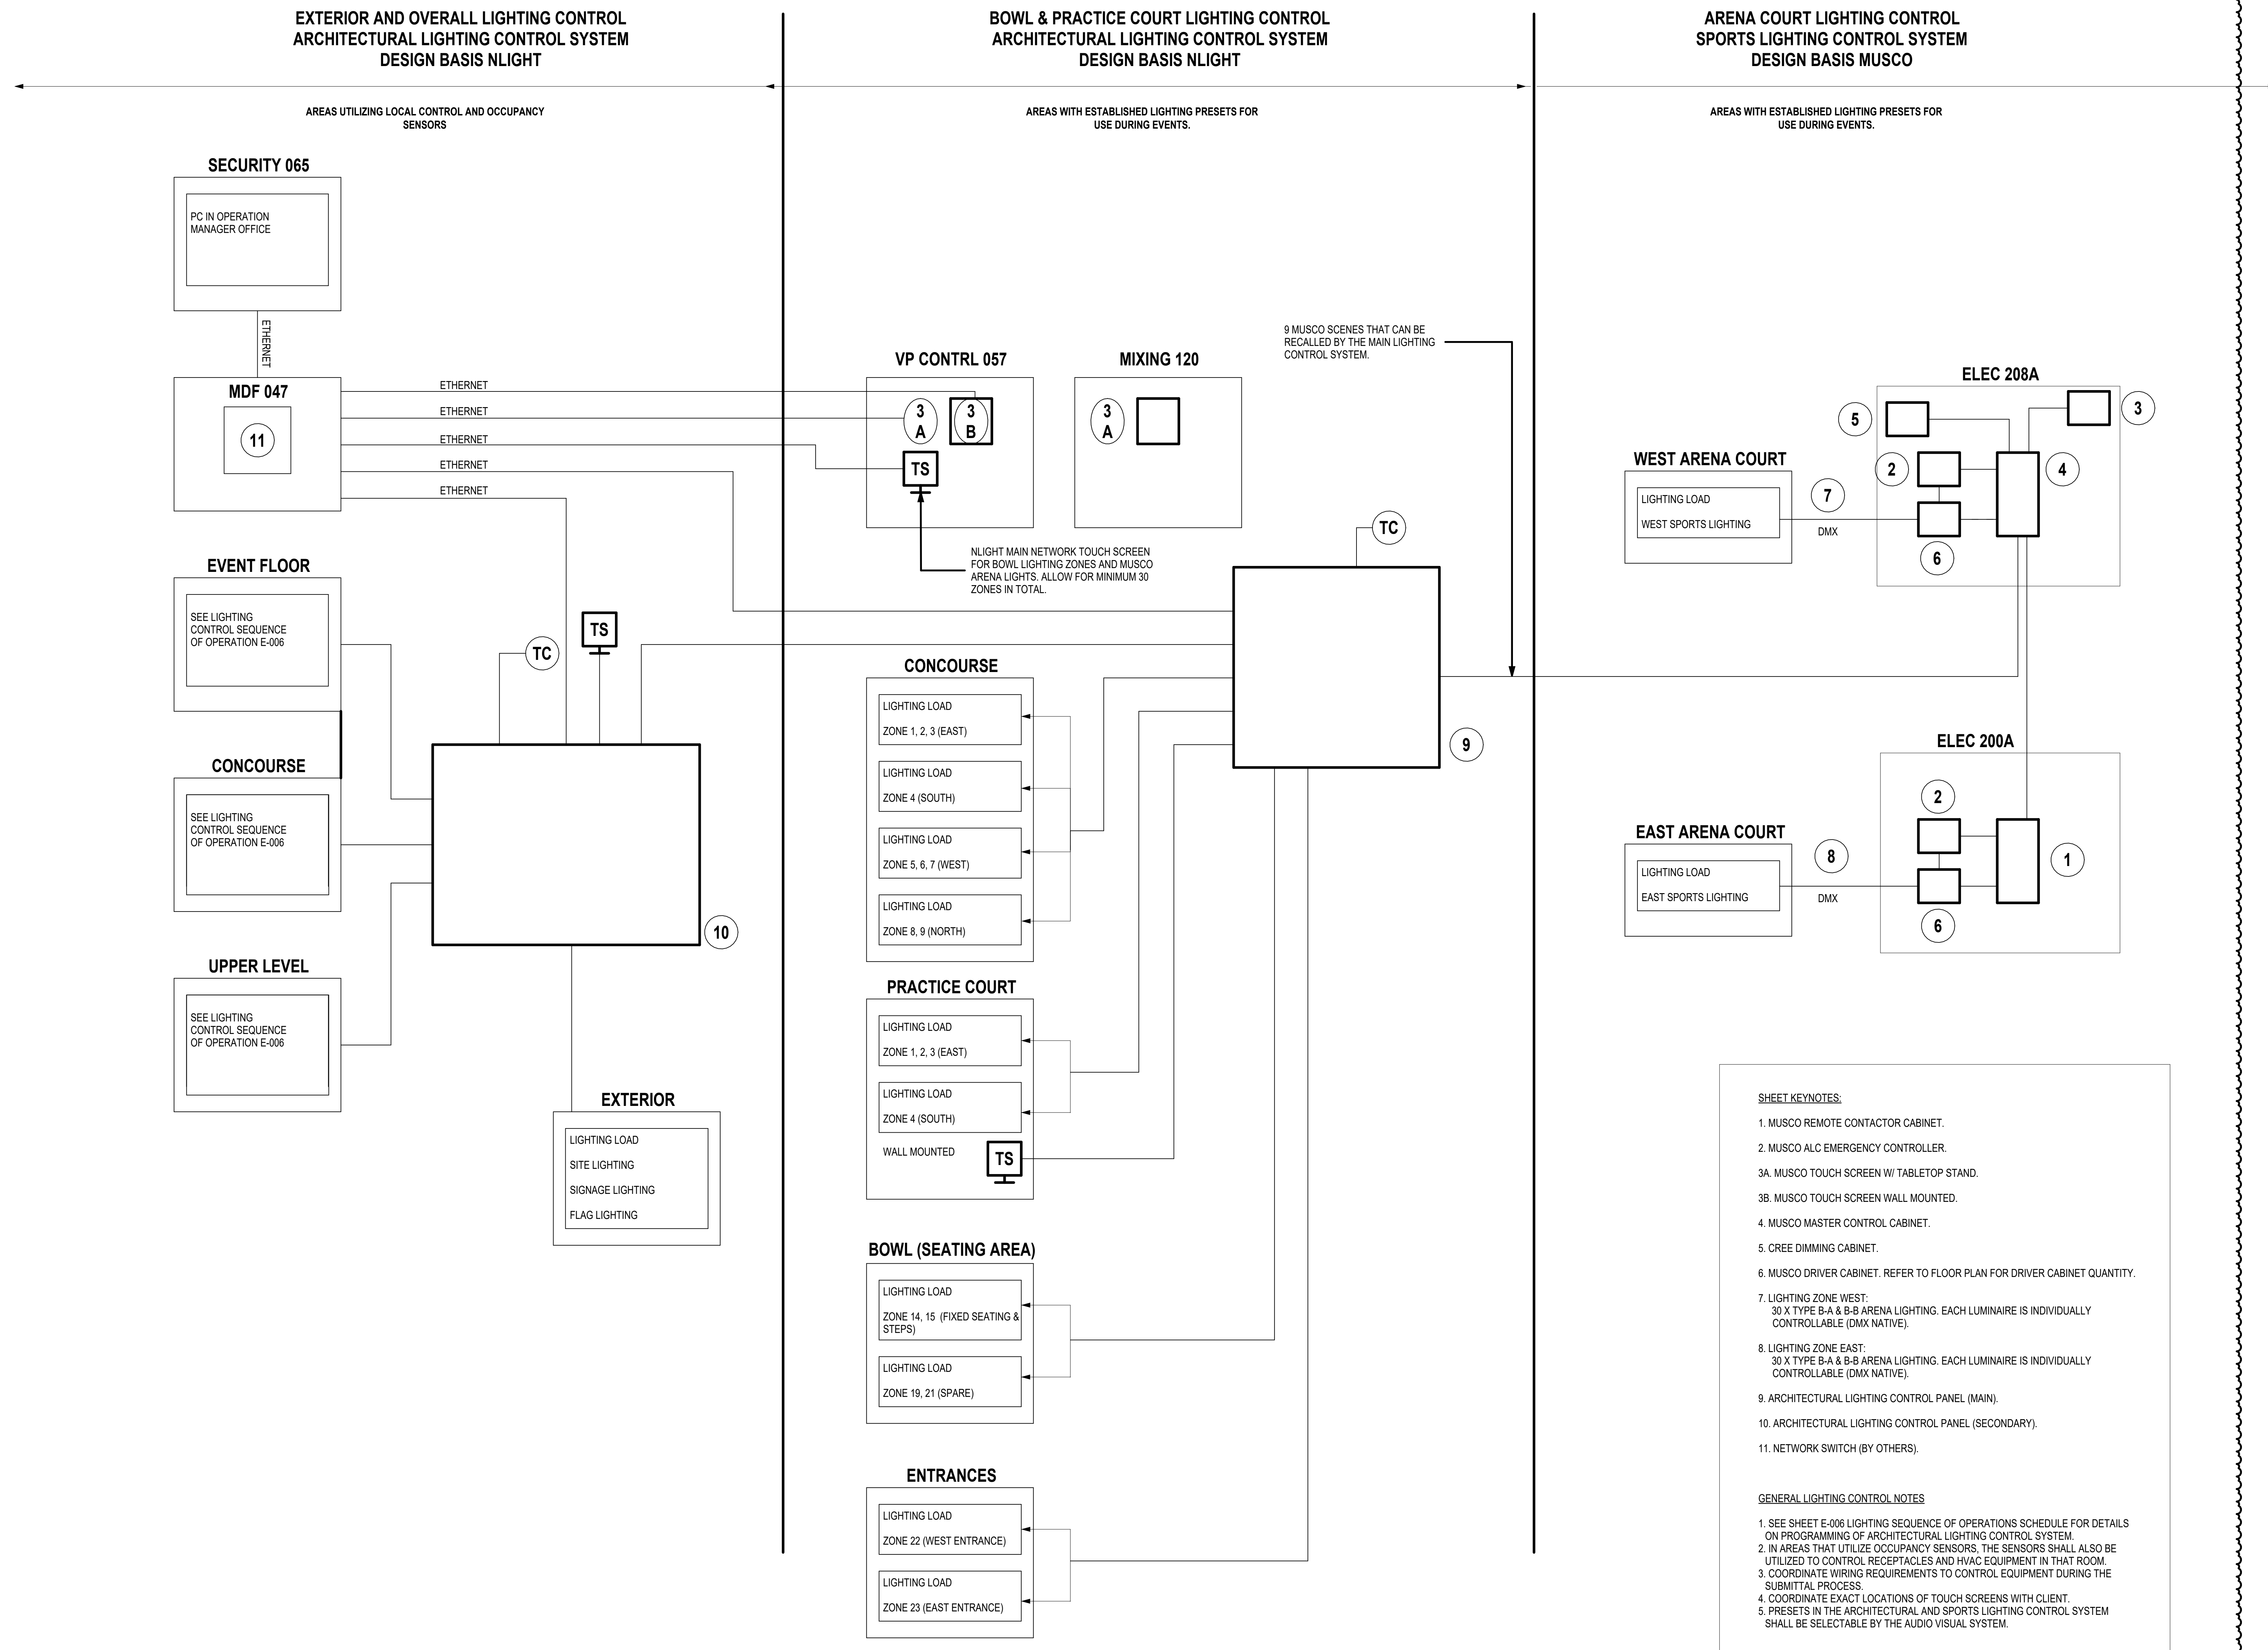 EXTERIOR AND OVERALL LIGHTING CONTROL
ARCHITECTURAL LIGHTING CONTROL SYSTEM
DESIGN BASIS NLIGHT
AREAS UTILIZING LOCAL CONTROL AND OCCUPANCY
SENSORS
SECURITY 065
PC IN OPERATION
MANAGER OFFICE
ETHERNET
MDF 047
11
ETHERNET
ETHERNET
ETHERNET
ETHERNET
ETHERNET
EVENT FLOOR
SEE LIGHTING
CONTROL SEQUENCE
OF OPERATION E-006
TC
TS
CONCOURSE
SEE LIGHTING
CONTROL SEQUENCE
OF OPERATION E-006
10
UPPER LEVEL
SEE LIGHTING
CONTROL SEQUENCE
OF OPERATION E-006
EXTERIOR
LIGHTING LOAD
SITE LIGHTING
SIGNAGE LIGHTING
FLAG LIGHTING
BOWL & PRACTICE COURT LIGHTING CONTROL
ARCHITECTURAL LIGHTING CONTROL SYSTEM
DESIGN BASIS NLIGHT
AREAS WITH ESTABLISHED LIGHTING PRESETS FOR
USE DURING EVENTS.
9 MUSCO SCENES THAT CAN BE
RECALLED BY THE MAIN LIGHTING
CONTROL SYSTEM.
VP CONTRL 057
3
A
3
B
TS
MIXING 120
3
A
NLIGHT MAIN NETWORK TOUCH SCREEN
FOR BOWL LIGHTING ZONES AND MUSCO
ARENA LIGHTS. ALLOW FOR MINIMUM 30
ZONES IN TOTAL.
TC
9
CONCOURSE
LIGHTING LOAD
ZONE 1, 2, 3 (EAST)
LIGHTING LOAD
ZONE 4 (SOUTH)
LIGHTING LOAD
ZONE 5, 6, 7 (WEST)
LIGHTING LOAD
ZONE 8, 9 (NORTH)
PRACTICE COURT
LIGHTING LOAD
ZONE 1, 2, 3 (EAST)
LIGHTING LOAD
ZONE 4 (SOUTH)
WALL MOUNTED
TS
BOWL (SEATING AREA)
LIGHTING LOAD
ZONE 14, 15 (FIXED SEATING &
STEPS)
LIGHTING LOAD
ZONE 19, 21 (SPARE)
ENTRANCES
LIGHTING LOAD
ZONE 22 (WEST ENTRANCE)
LIGHTING LOAD
ZONE 23 (EAST ENTRANCE)
ARENA COURT LIGHTING CONTROL
SPORTS LIGHTING CONTROL SYSTEM
DESIGN BASIS MUSCO
AREAS WITH ESTABLISHED LIGHTING PRESETS FOR
USE DURING EVENTS.
ELEC 208A
5
3
2
4
6
WEST ARENA COURT
LIGHTING LOAD
WEST SPORTS LIGHTING
7
DMX
ELEC 200A
2
1
6
EAST ARENA COURT
LIGHTING LOAD
EAST SPORTS LIGHTING
8
DMX
SHEET KEYNOTES:
1. MUSCO REMOTE CONTACTOR CABINET.
2. MUSCO ALC EMERGENCY CONTROLLER.
3A. MUSCO TOUCH SCREEN W/ TABLETOP STAND.
3B. MUSCO TOUCH SCREEN WALL MOUNTED.
4. MUSCO MASTER CONTROL CABINET.
5. CREE DIMMING CABINET.
6. MUSCO DRIVER CABINET. REFER TO FLOOR PLAN FOR DRIVER CABINET QUANTITY.
7. LIGHTING ZONE WEST:
30 X TYPE B-A & B-B ARENA LIGHTING. EACH LUMINAIRE IS INDIVIDUALLY
CONTROLLABLE (DMX NATIVE).
8. LIGHTING ZONE EAST:
30 X TYPE B-A & B-B ARENA LIGHTING. EACH LUMINAIRE IS INDIVIDUALLY
CONTROLLABLE (DMX NATIVE).
9. ARCHITECTURAL LIGHTING CONTROL PANEL (MAIN).
10. ARCHITECTURAL LIGHTING CONTROL PANEL (SECONDARY).
11. NETWORK SWITCH (BY OTHERS).
GENERAL LIGHTING CONTROL NOTES
1. SEE SHEET E-006 LIGHTING SEQUENCE OF OPERATIONS SCHEDULE FOR DETAILS
ON PROGRAMMING OF ARCHITECTURAL LIGHTING CONTROL SYSTEM.
2. IN AREAS THAT UTILIZE OCCUPANCY SENSORS, THE SENSORS SHALL ALSO BE
UTILIZED TO CONTROL RECEPTACLES AND HVAC EQUIPMENT IN THAT ROOM.
3. COORDINATE WIRING REQUIREMENTS TO CONTROL EQUIPMENT DURING THE
SUBMITTAL PROCESS.
4. COORDINATE EXACT LOCATIONS OF TOUCH SCREENS WITH CLIENT.
5. PRESETS IN THE ARCHITECTURAL AND SPORTS LIGHTING CONTROL SYSTEM
SHALL BE SELECTABLE BY THE AUDIO VISUAL SYSTEM.